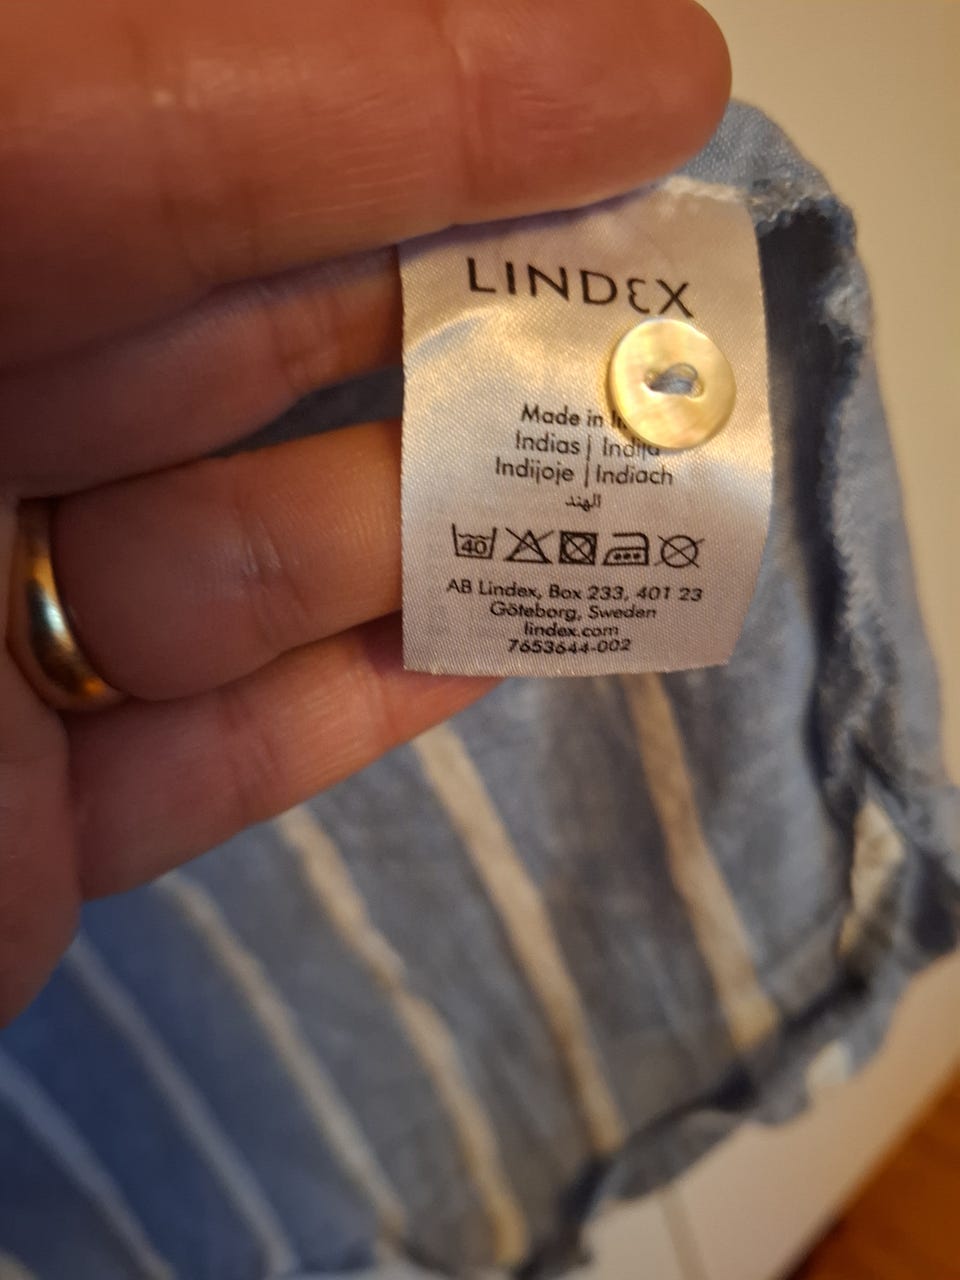 LINDEX
Made in
Indias | Indija
Indijoje | Indiach
الهند
40
AB Lindex, Box 233, 401 23
Göteborg, Sweden
lindex.com
7653644-002